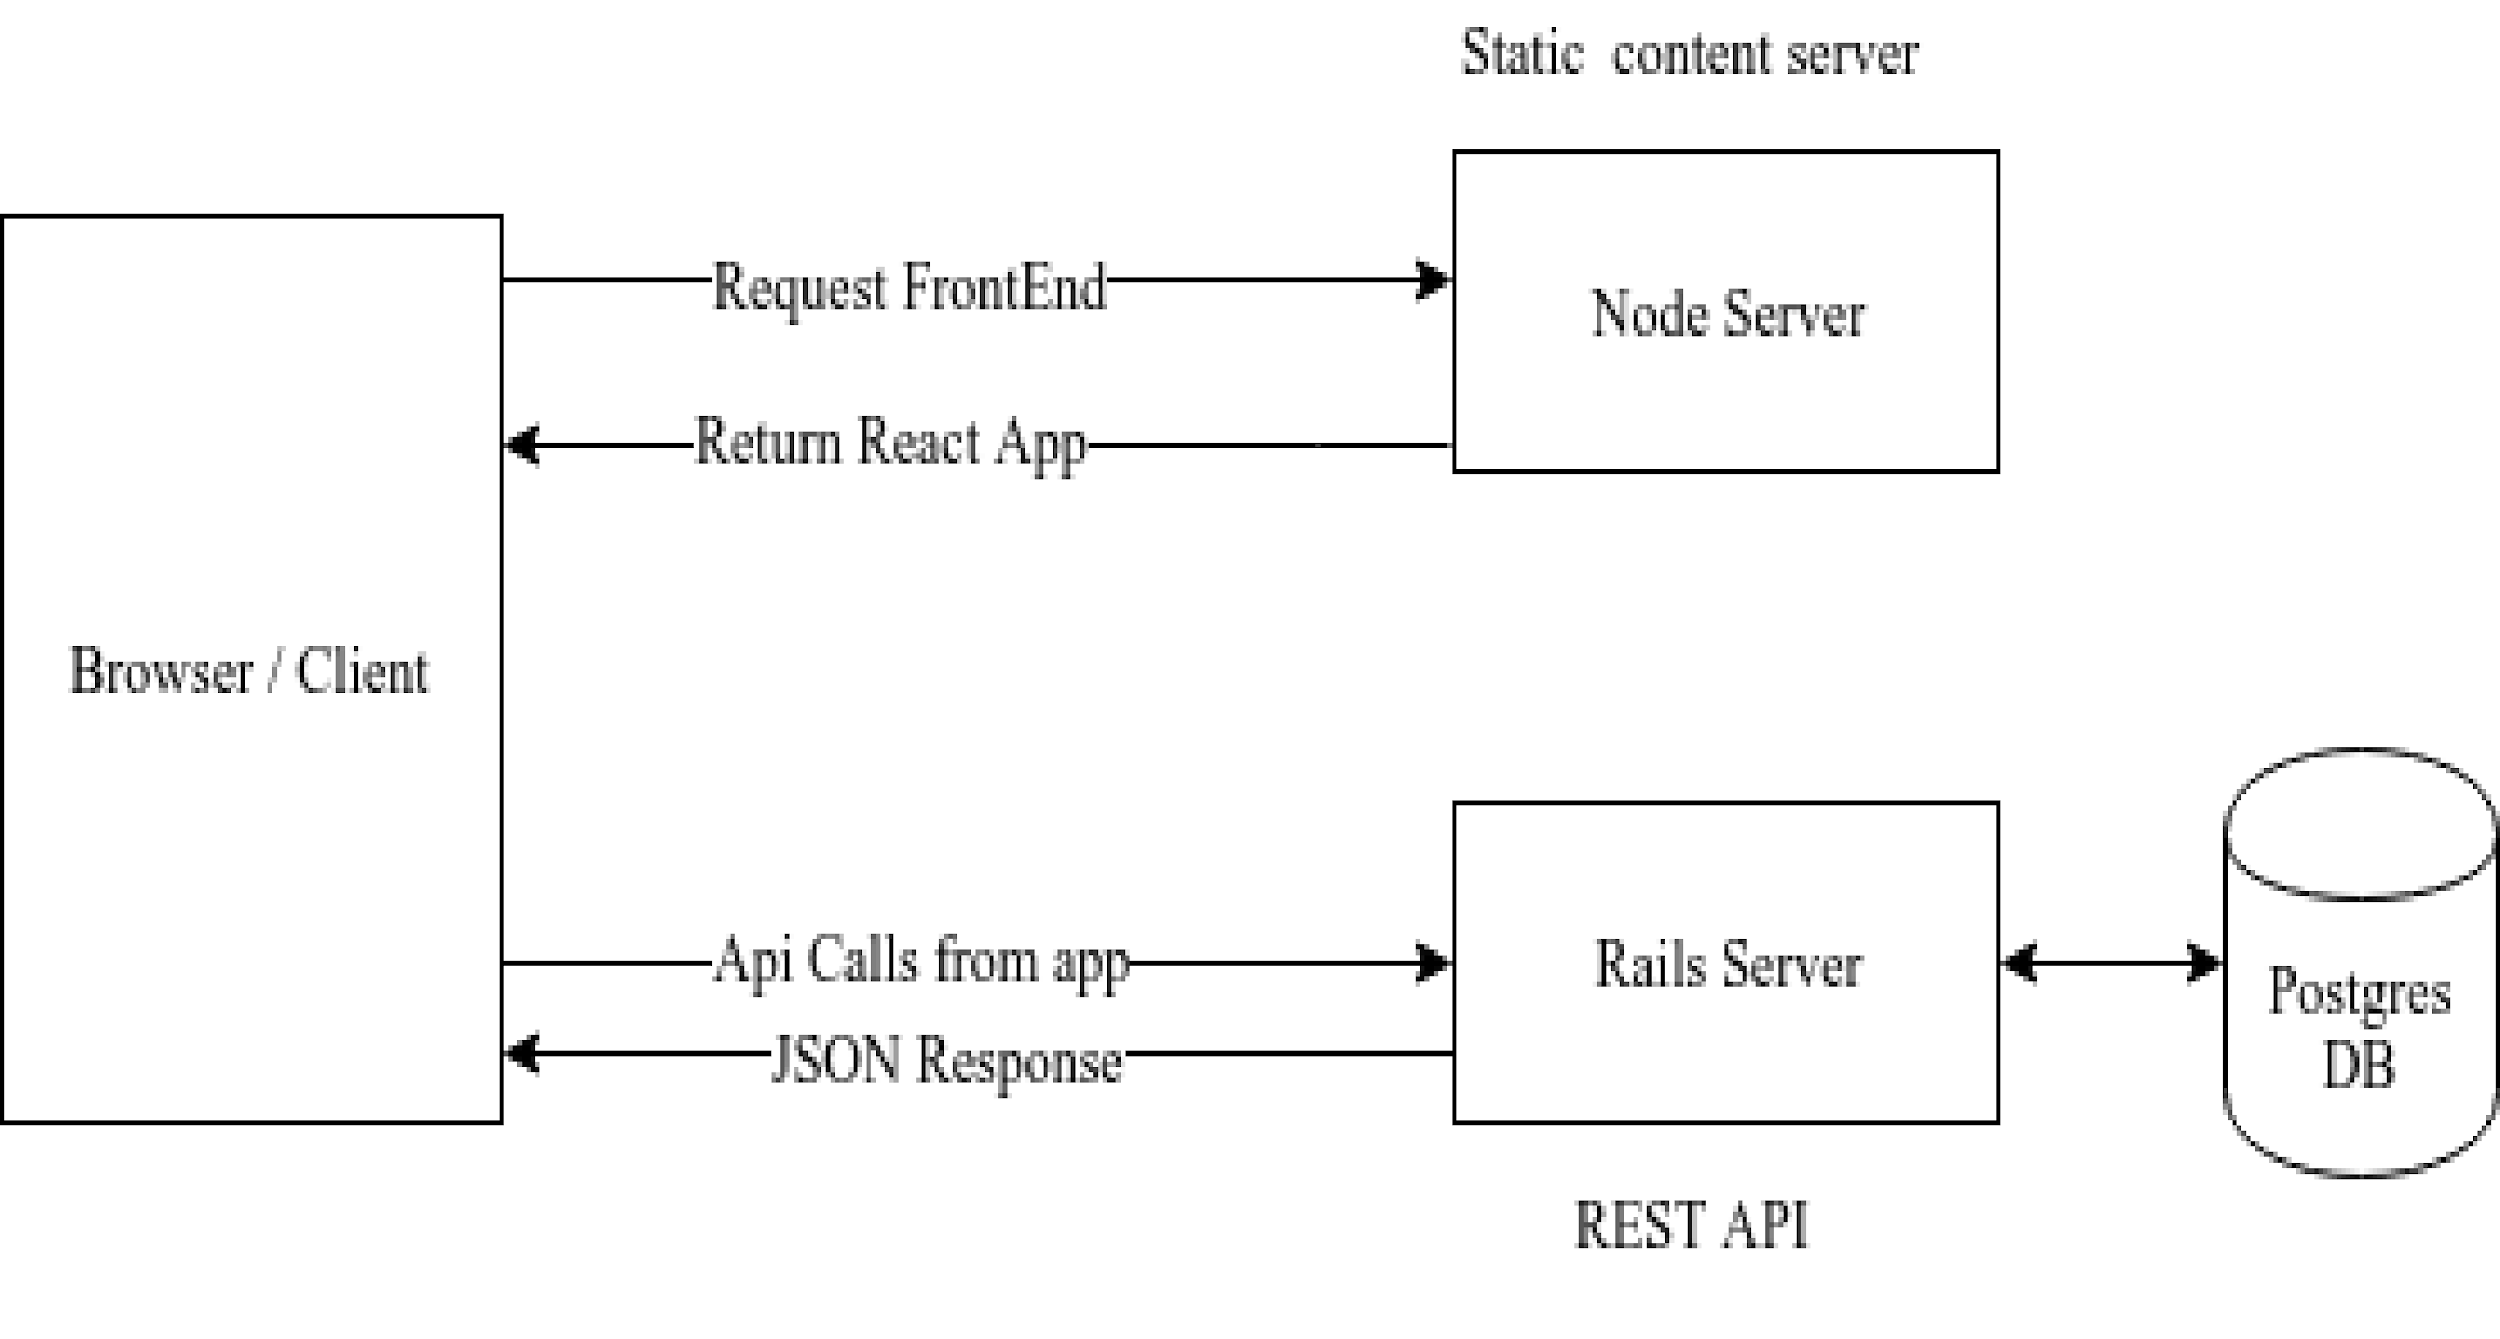 Static content server
Request FrontEnd
Node Server
Return React App
Browser / Client
Api Calls from app
Rails Server
JSON Response
Postgres
DB
REST API